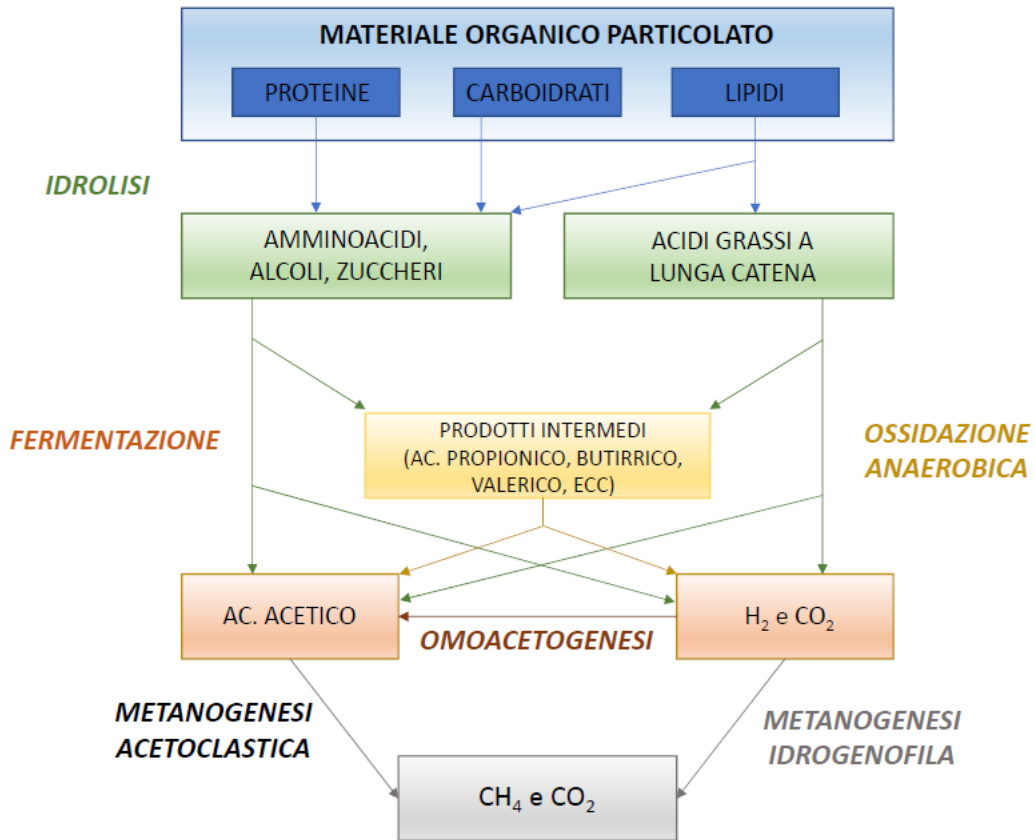 MATERIALE ORGANICO PARTICOLATO
PROTEINE
CARBOIDRATI
LIPIDI
IDROLISI
AMMINOACIDI,
ALCOLI, ZUCCHERI
ACIDI GRASSI A
LUNGA CATENA
FERMENTAZIONE
PRODOTTI INTERMEDI
(AC. PROPIONICO, BUTIRRICO,
VALERICO, ECC)
OSSIDAZIONE
ANAEROBICA
AC. ACETICO
OMOACETOGENESI
H₂ e CO₂
METANOGENESI
ACETOCLASTICA
METANOGENESI
IDROGENOFILA
CH₄ e CO₂